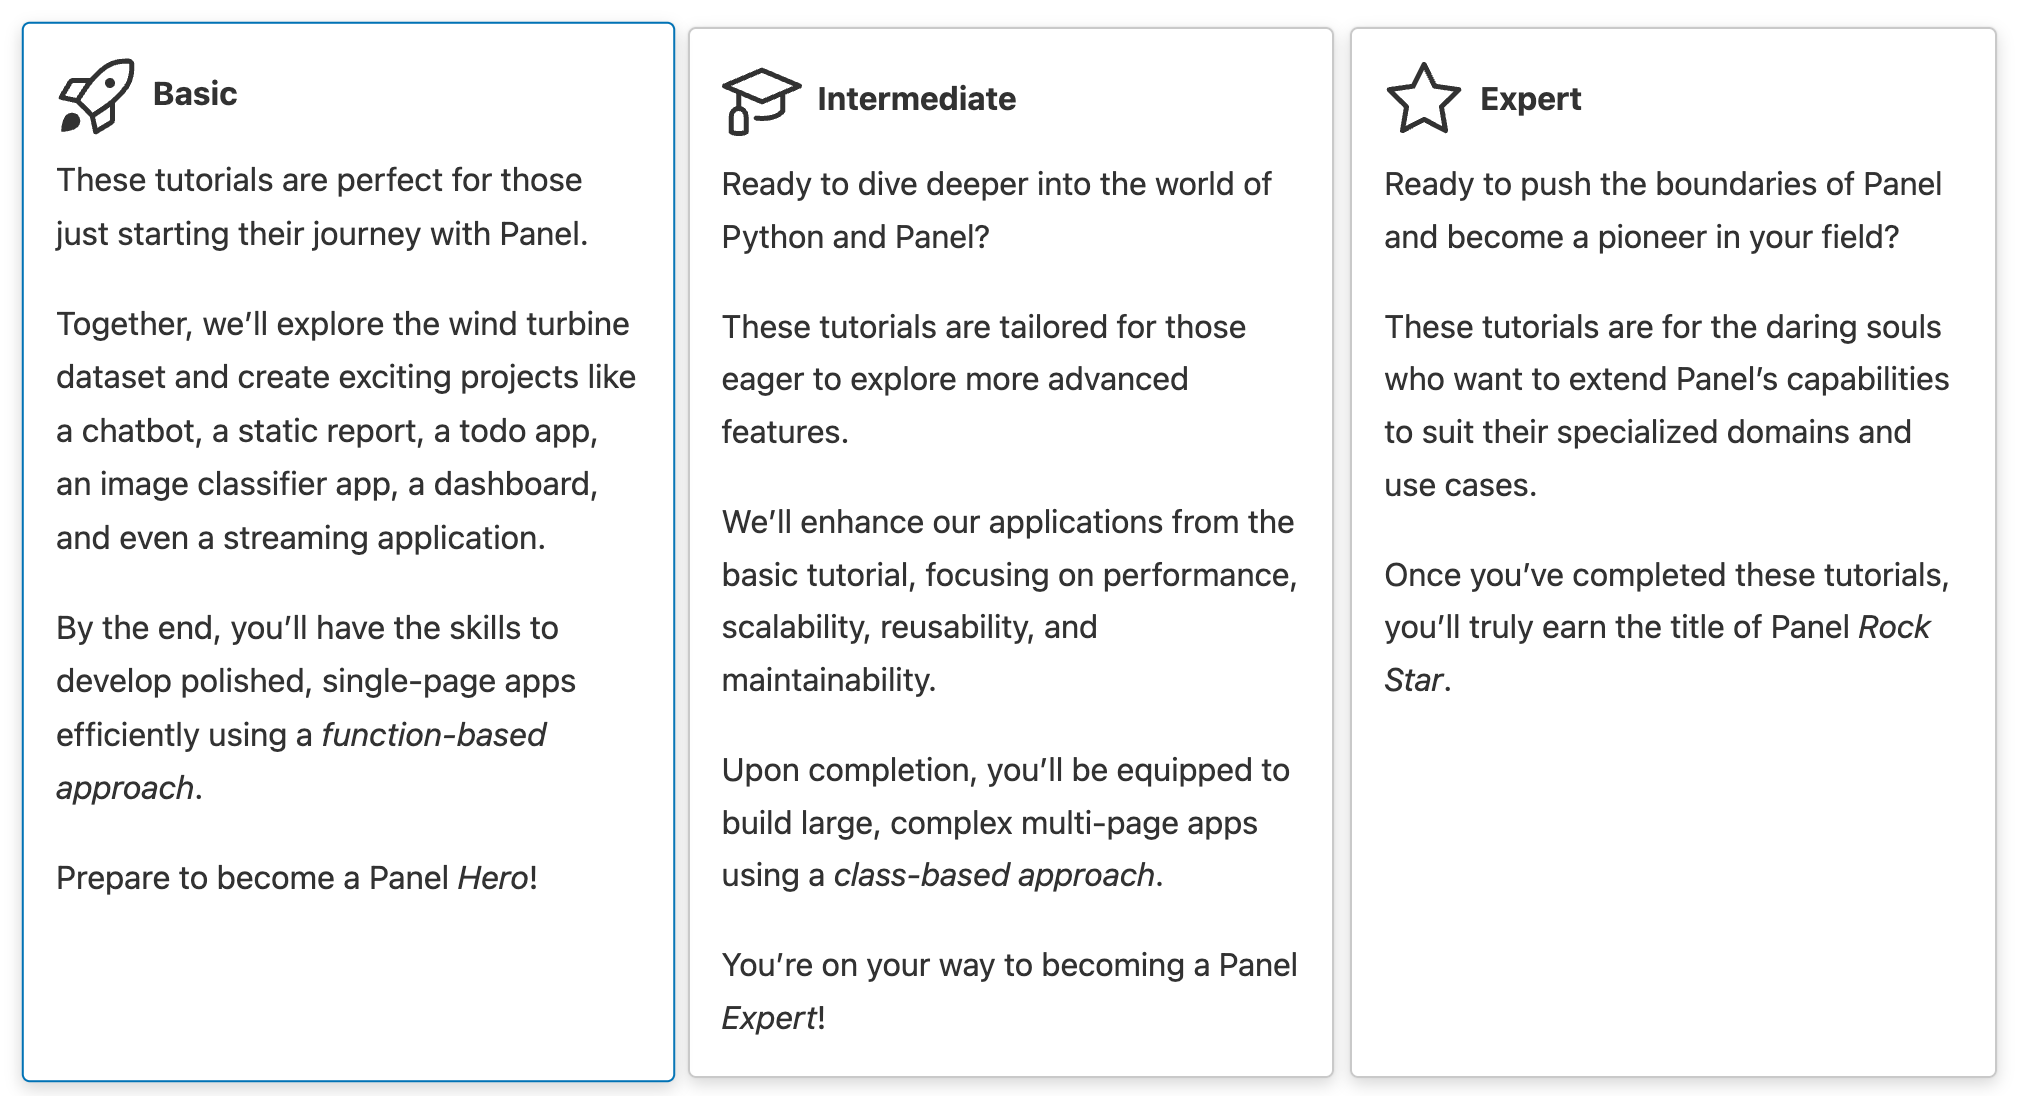 Basic
These tutorials are perfect for those
just starting their journey with Panel.
Together, we’ll explore the wind turbine
dataset and create exciting projects like
a chatbot, a static report, a todo app,
an image classifier app, a dashboard,
and even a streaming application.
By the end, you’ll have the skills to
develop polished, single-page apps
efficiently using a function-based
approach.
Prepare to become a Panel Hero!
Intermediate
Ready to dive deeper into the world of
Python and Panel?
These tutorials are tailored for those
eager to explore more advanced
features.
We’ll enhance our applications from the
basic tutorial, focusing on performance,
scalability, reusability, and
maintainability.
Upon completion, you’ll be equipped to
build large, complex multi-page apps
using a class-based approach.
You’re on your way to becoming a Panel
Expert!
Expert
Ready to push the boundaries of Panel
and become a pioneer in your field?
These tutorials are for the daring souls
who want to extend Panel’s capabilities
to suit their specialized domains and
use cases.
Once you’ve completed these tutorials,
you’ll truly earn the title of Panel Rock
Star.